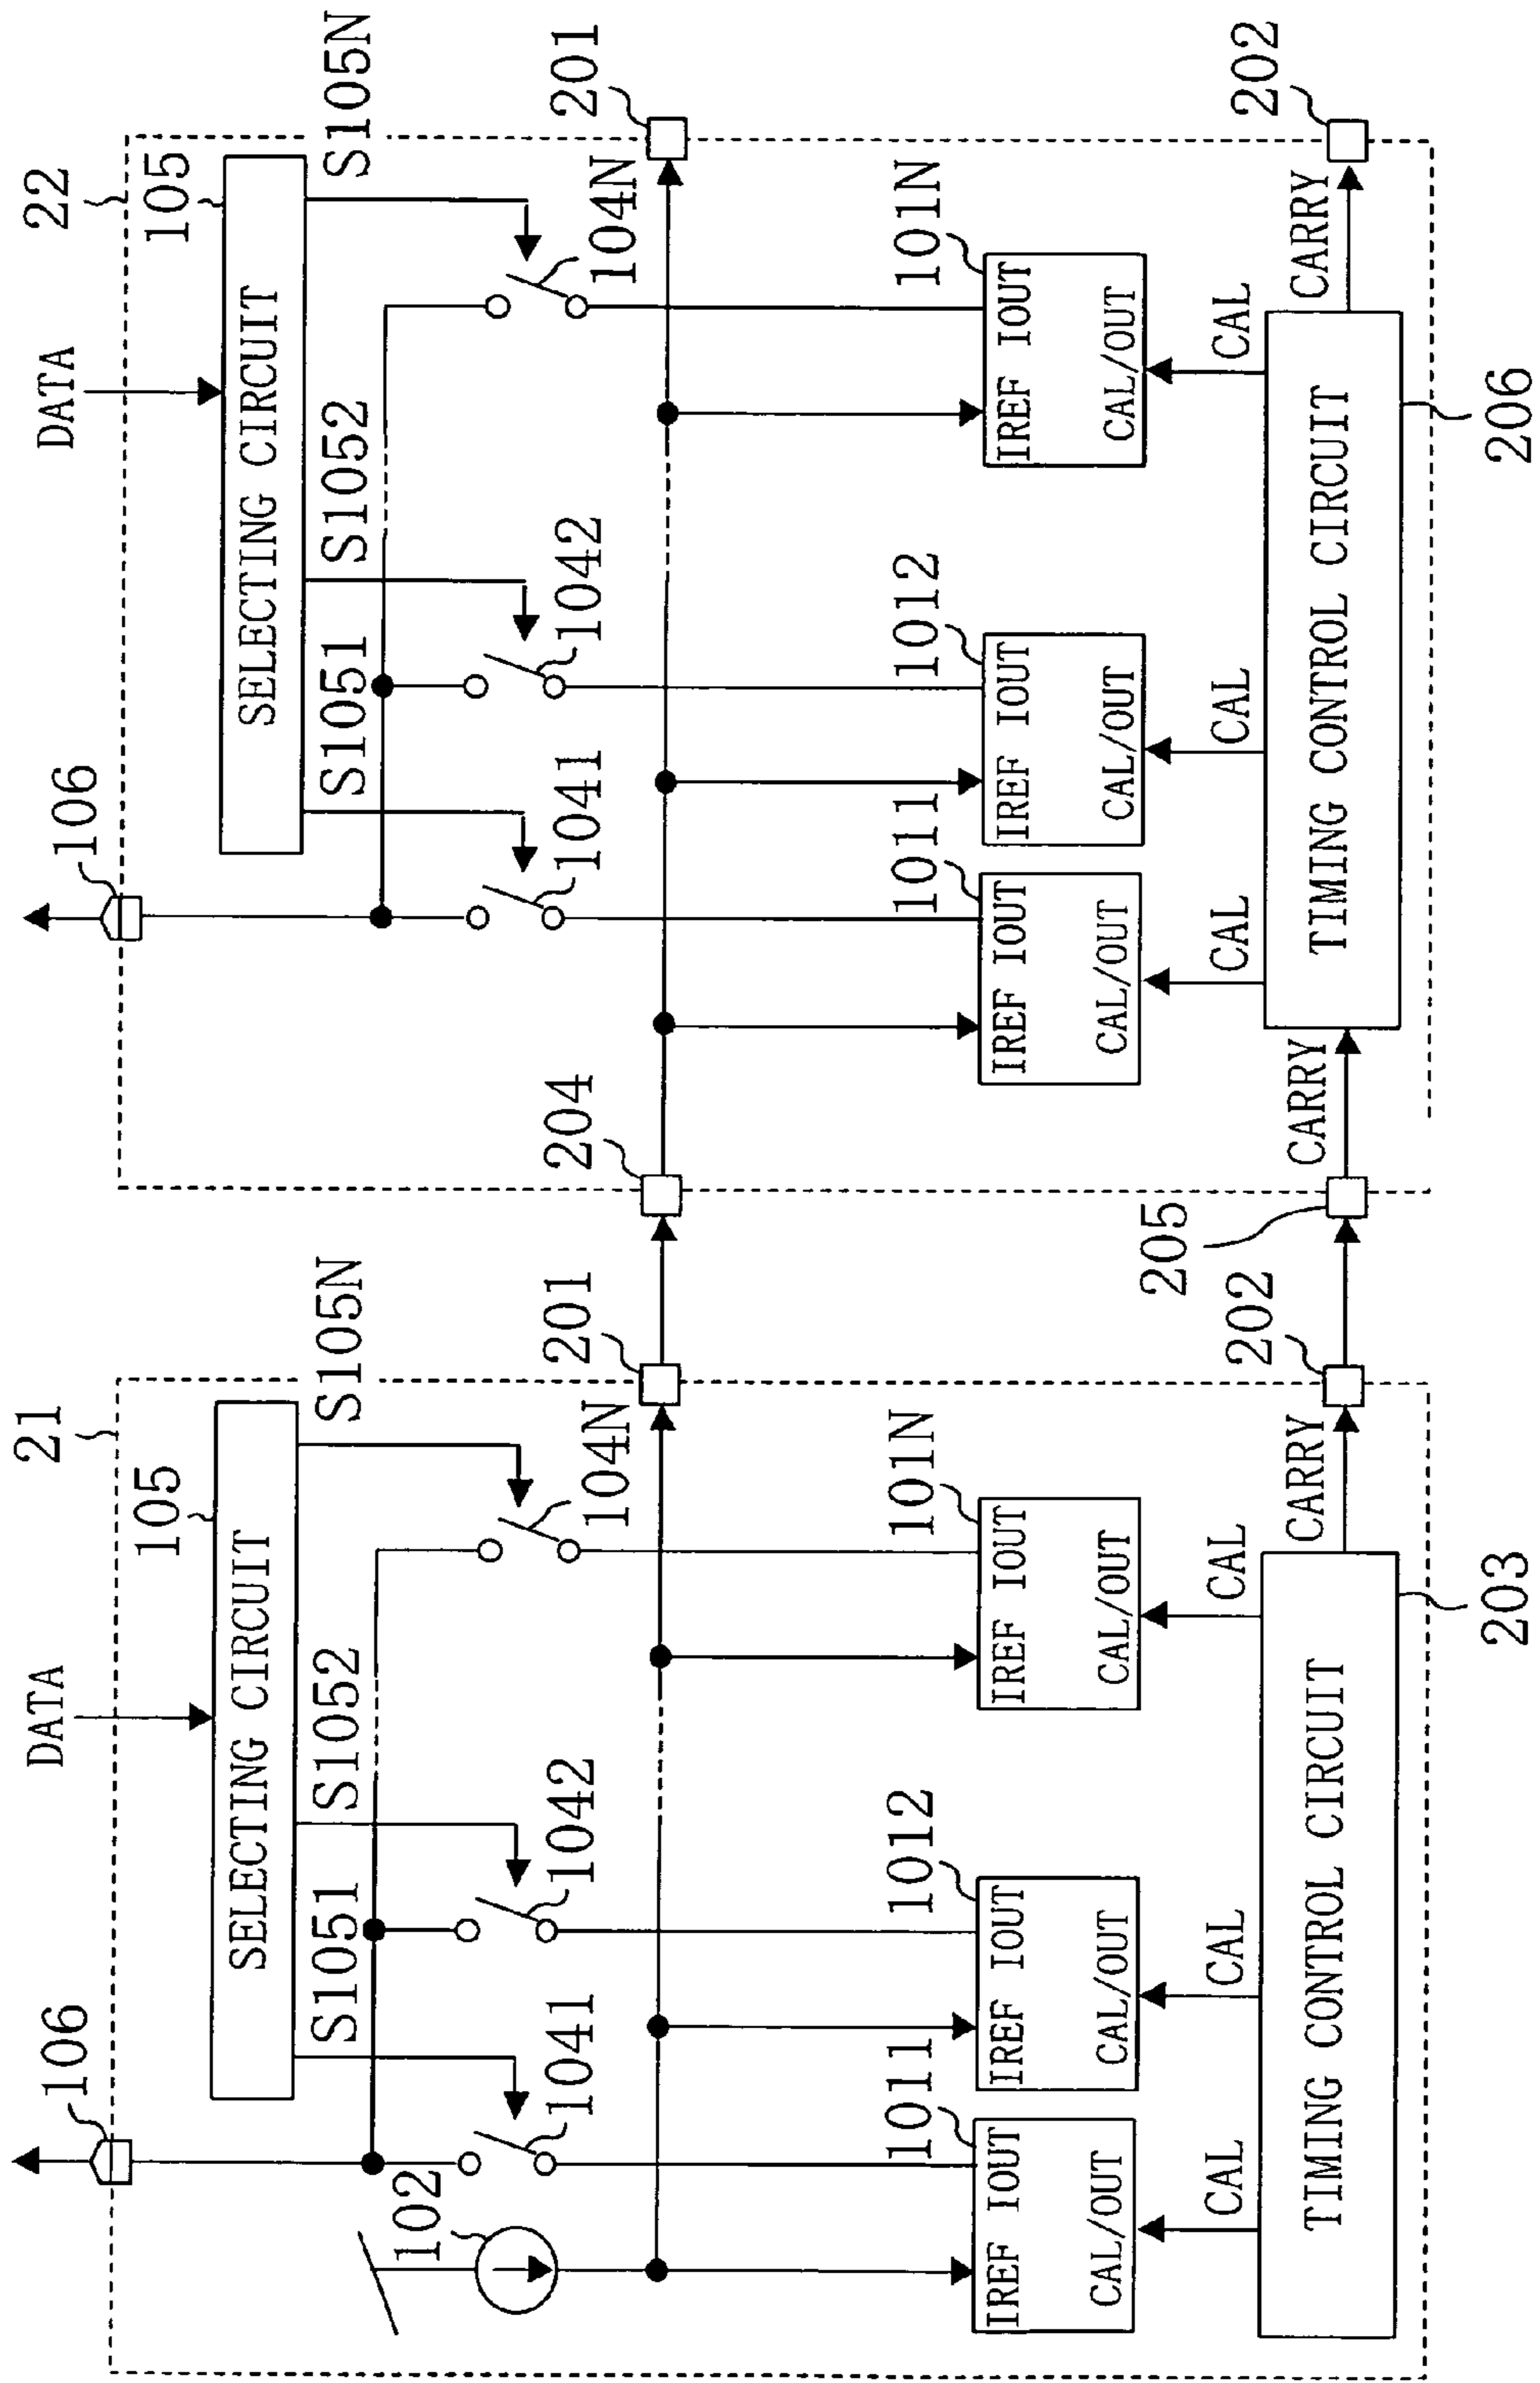 21
106
DATA
105
SELECTING CIRCUIT
S1051
S1052
S105N
102
1041
1042
104N
201
1011
1012
101N
IREF IOUT
CAL/OUT
IREF IOUT
CAL/OUT
IREF IOUT
CAL/OUT
CAL
CAL
CAL
CARRY
202
TIMING CONTROL CIRCUIT
203
22
106
DATA
105
SELECTING CIRCUIT
S1051
S1052
S105N
1041
1042
104N
204
201
1011
1012
101N
IREF IOUT
CAL/OUT
IREF IOUT
CAL/OUT
IREF IOUT
CAL/OUT
205
CARRY
CAL
CAL
CAL
CARRY
202
TIMING CONTROL CIRCUIT
206